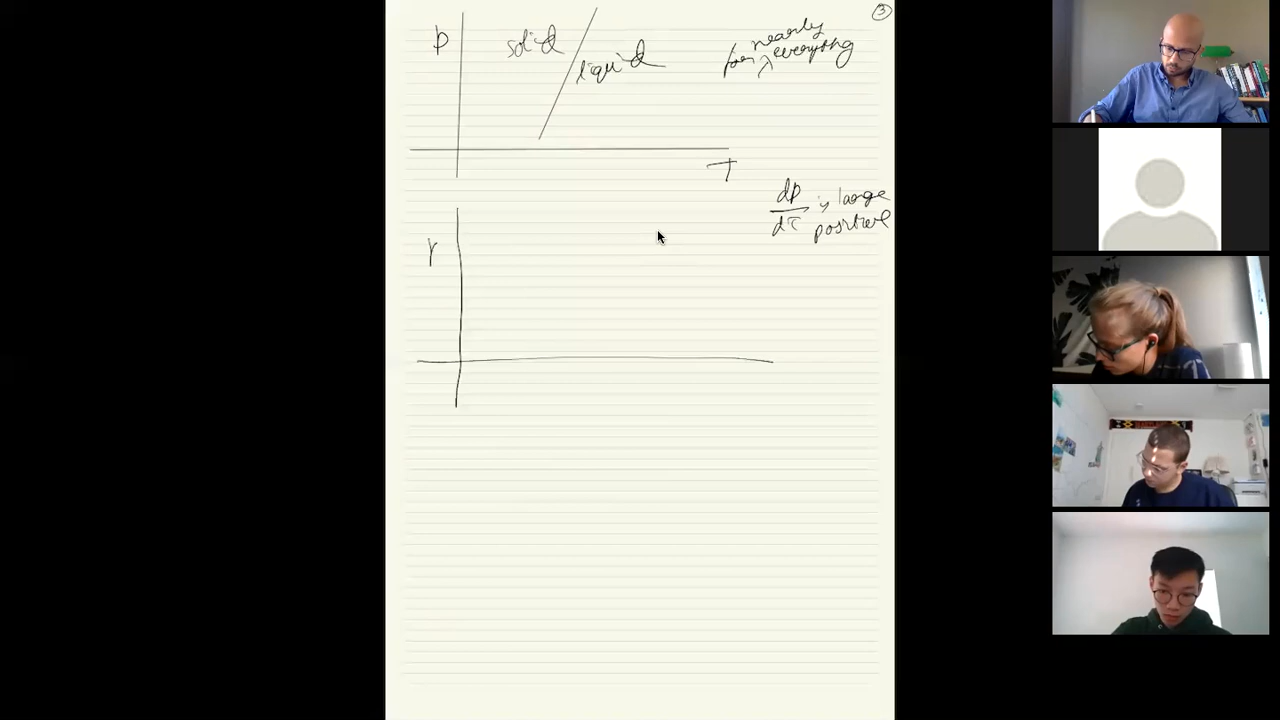 3
p solid liquid for nearly everything
T
dp/dT is large
positive
p